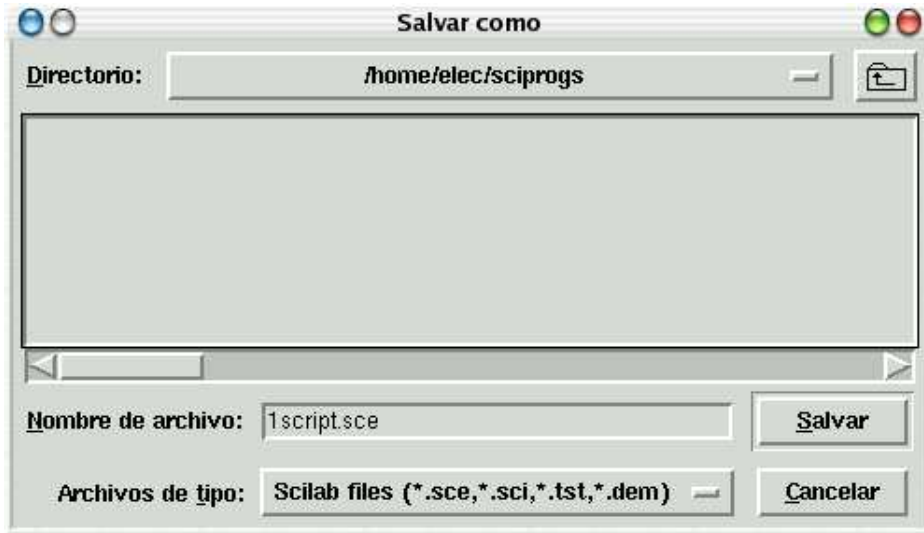 Salvar como
Directorio: /home/elec/sciprogs
Nombre de archivo: 1script.sce Salvar
Archivos de tipo: Scilab files (*.sce,*.sci,*.tst,*.dem) Cancelar